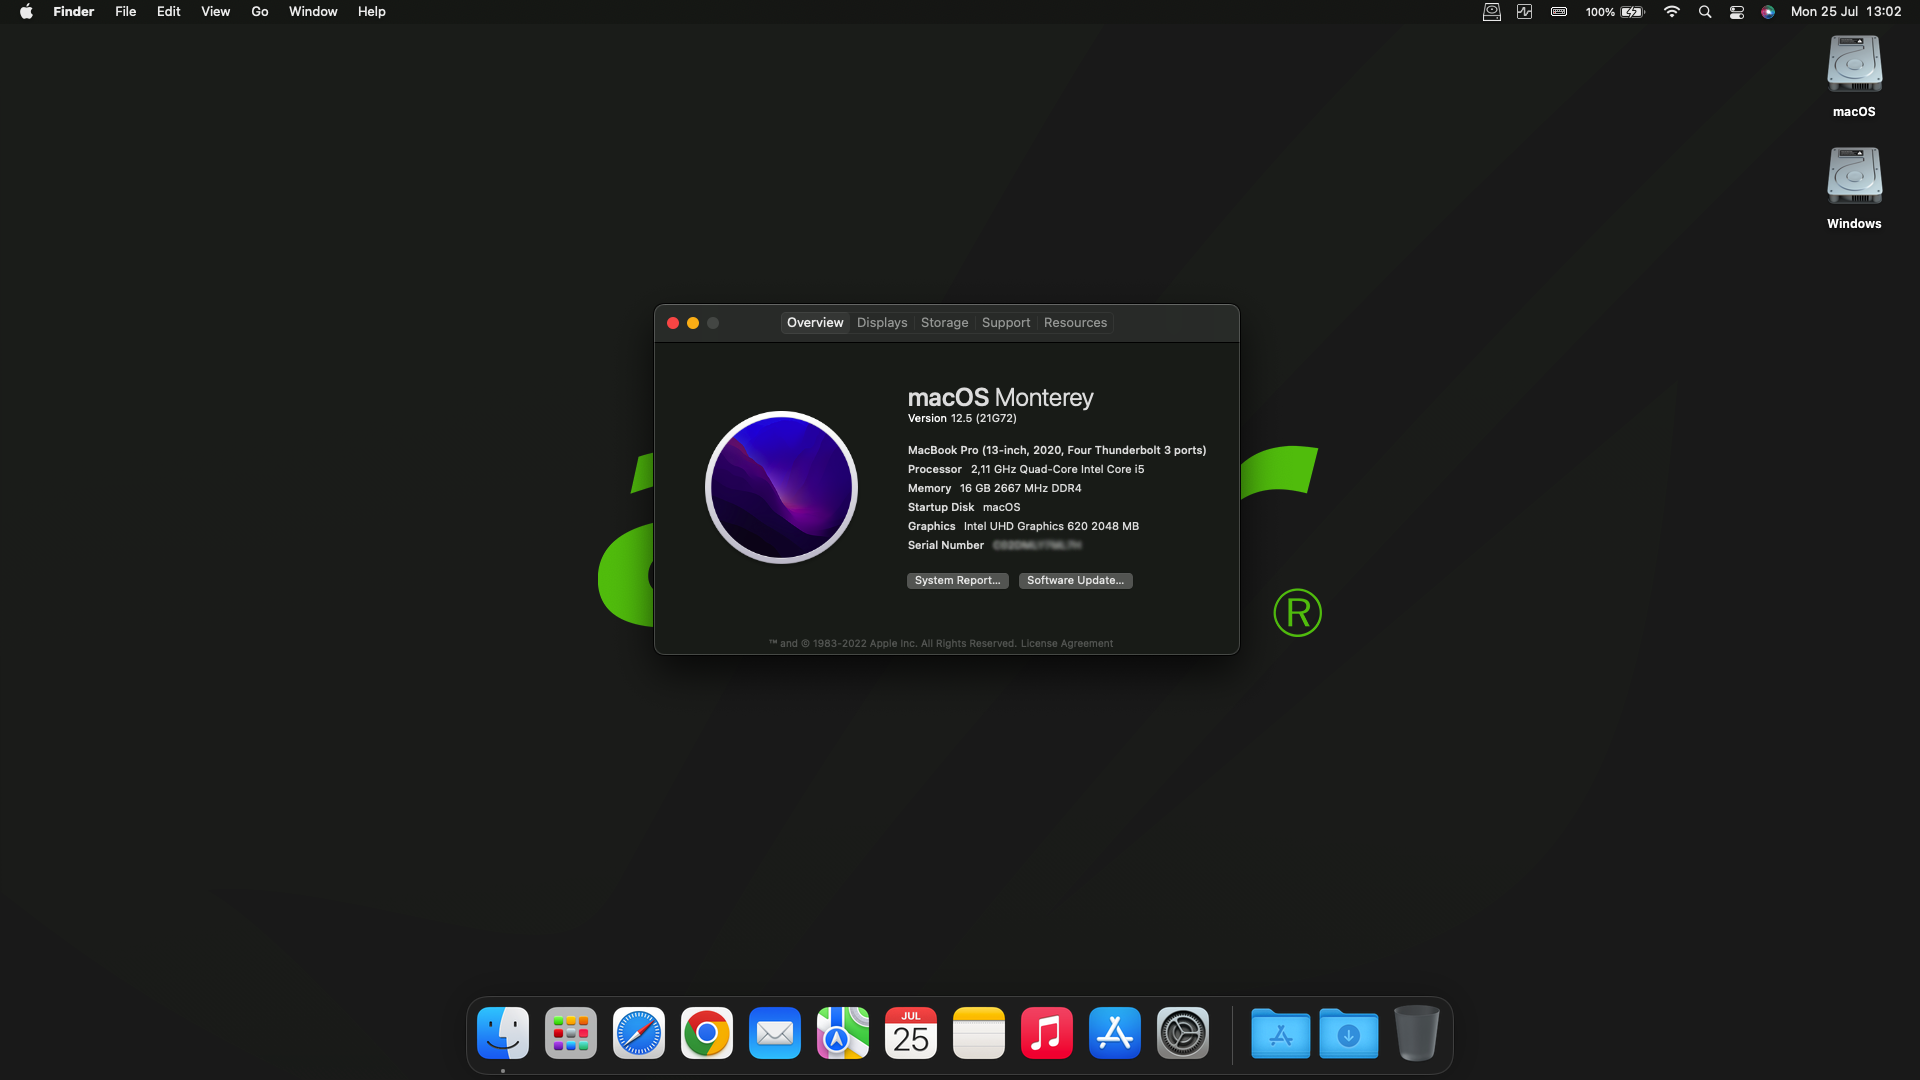 Finder File Edit View Go Window Help 100% Mon 25 Jul 13:02
macOS
Windows
Overview Displays Storage Support Resources
macOS Monterey
Version 12.5 (21G72)
MacBook Pro (13-inch, 2020, Four Thunderbolt 3 ports)
Processor 2,11 GHz Quad-Core Intel Core i5
Memory 16 GB 2667 MHz DDR4
Startup Disk macOS
Graphics Intel UHD Graphics 620 2048 MB
Serial Number
System Report... Software Update...
™ and © 1983-2022 Apple Inc. All Rights Reserved. License Agreement
®
JUL
25